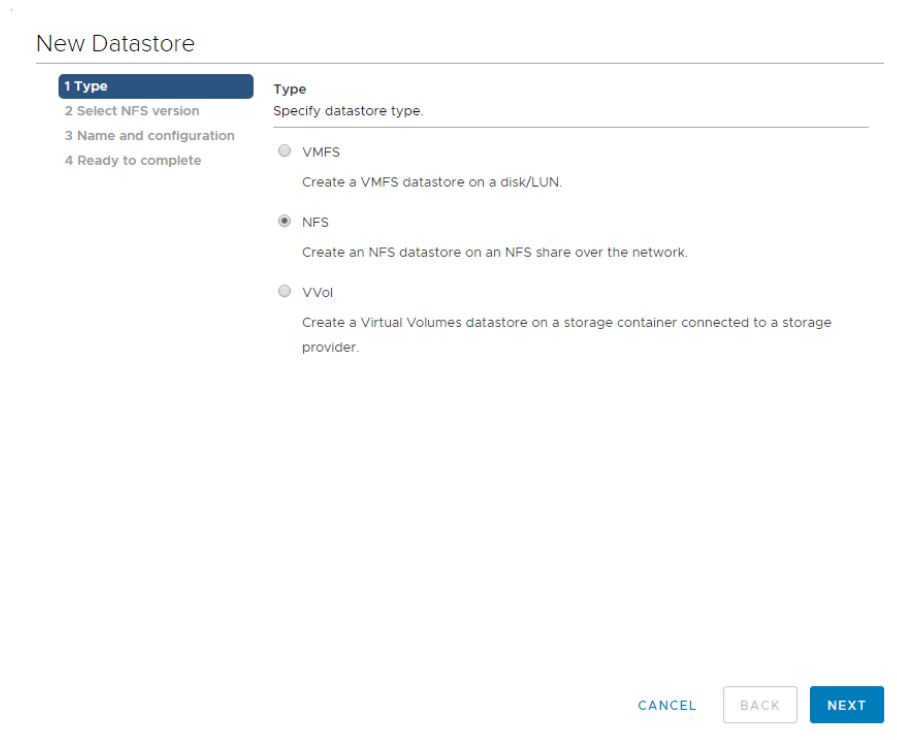 New Datastore
1 Type
2 Select NFS version
3 Name and configuration
4 Ready to complete
Type
Specify datastore type.
VMFS
Create a VMFS datastore on a disk/LUN.
NFS
Create an NFS datastore on an NFS share over the network.
VVol
Create a Virtual Volumes datastore on a storage container connected to a storage
provider.
CANCEL
BACK
NEXT